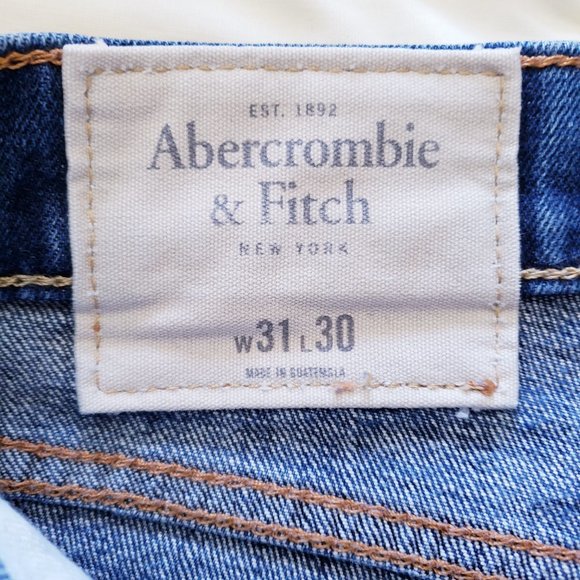 EST. 1892
Abercrombie
& Fitch
NEW YORK
W31 L30
MADE IN GUATEMALA